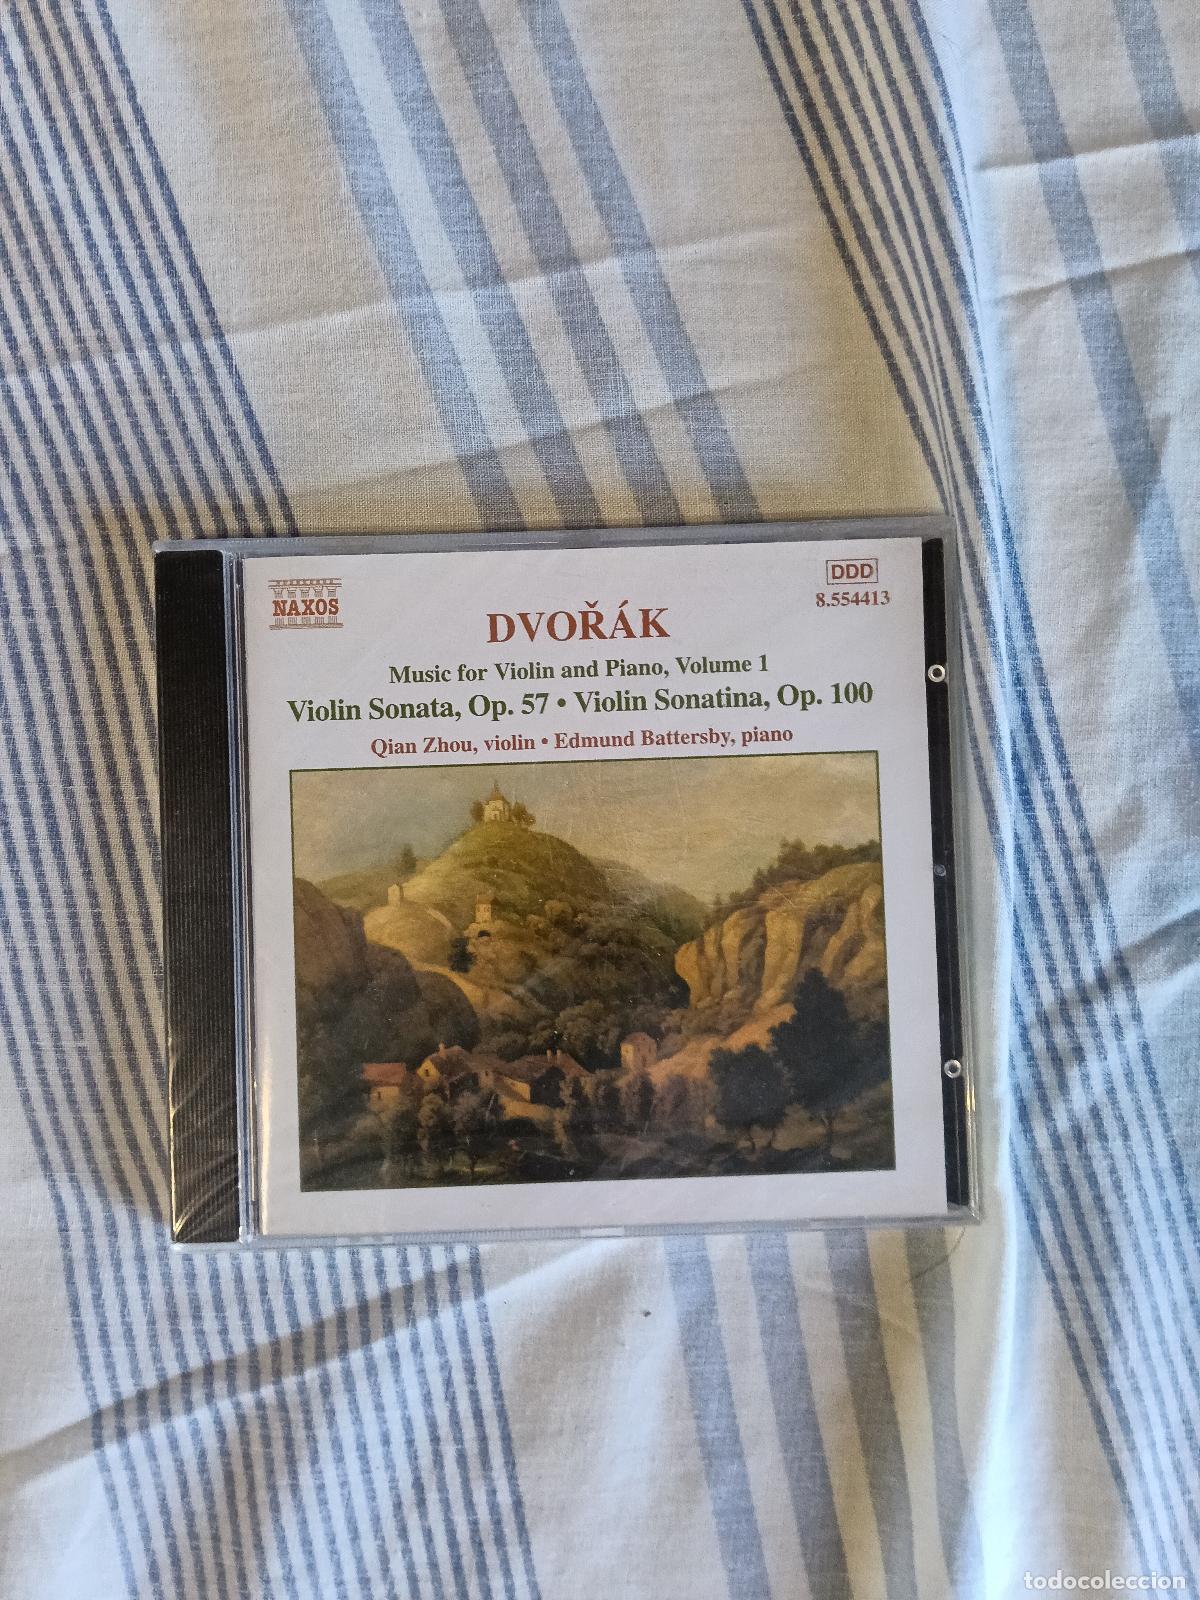 NAXOS
DDD
8.554413
DVOŘÁK
Music for Violin and Piano, Volume 1
Violin Sonata, Op. 57 • Violin Sonatina, Op. 100
Qian Zhou, violin • Edmund Battersby, piano
todocoleccion